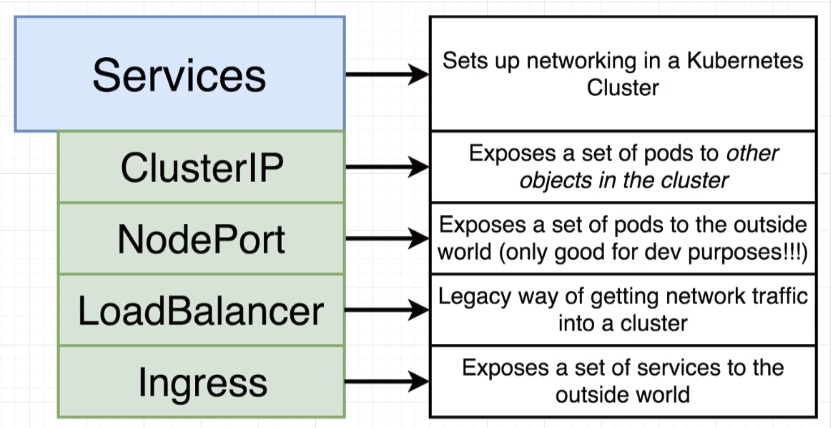 Services
Sets up networking in a Kubernetes
Cluster
ClusterIP
Exposes a set of pods to other
objects in the cluster
NodePort
Exposes a set of pods to the outside
world (only good for dev purposes!!!)
LoadBalancer
Legacy way of getting network traffic
into a cluster
Ingress
Exposes a set of services to the
outside world